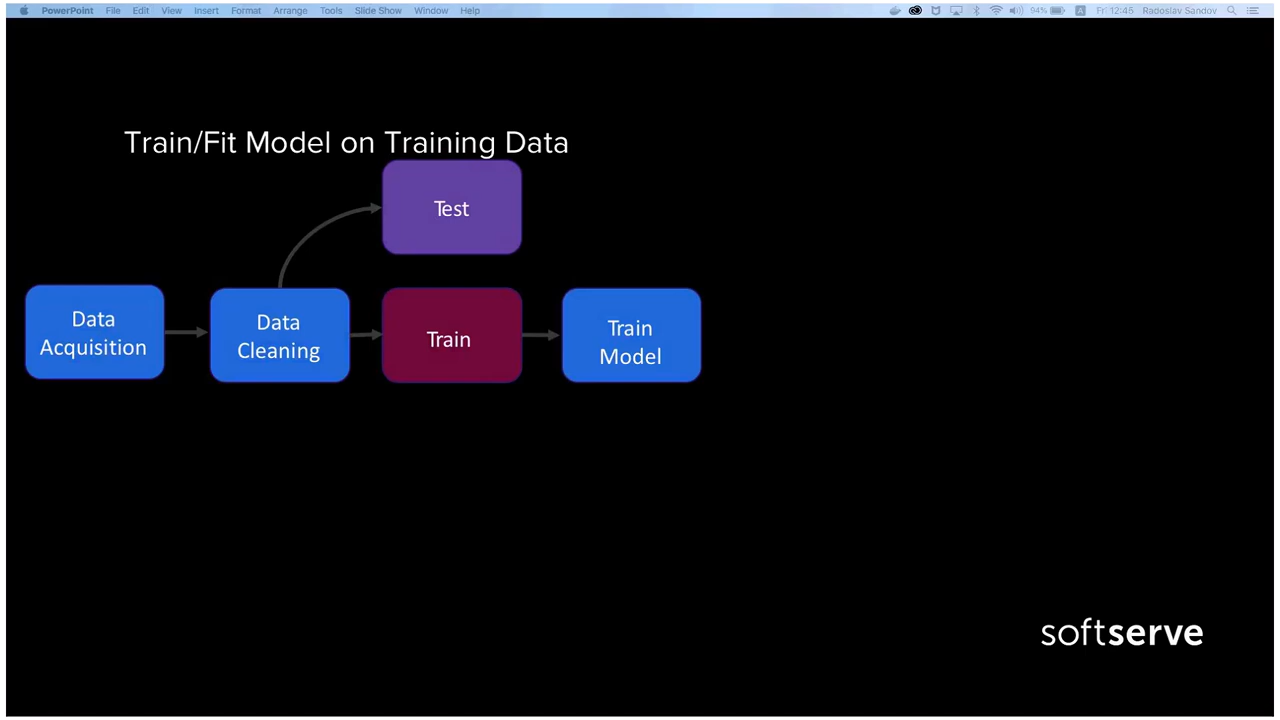 PowerPoint File Edit View Insert Format Arrange Tools Slide Show Window Help 94% A Fri 12:45 Radoslav Sandov
Train/Fit Model on Training Data
Test
Data
Acquisition
Data
Cleaning
Train
Train
Model
softserve